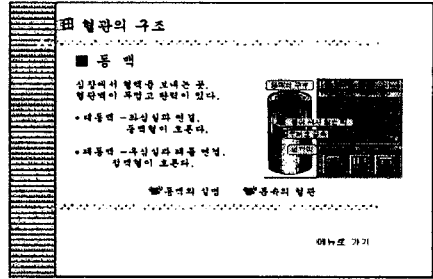 혈관의 구조
■ 동 맥
심장에서 혈액을 보내는 곳.
혈관벽이 두껍고 탄력이 있다.
• 대동맥 - 좌심실과 연결.
동맥혈이 흐른다.
• 폐동맥 - 우심실과 폐를 연결.
정맥혈이 흐른다.
동맥의 실험
몸속의 혈관
메뉴로 가기